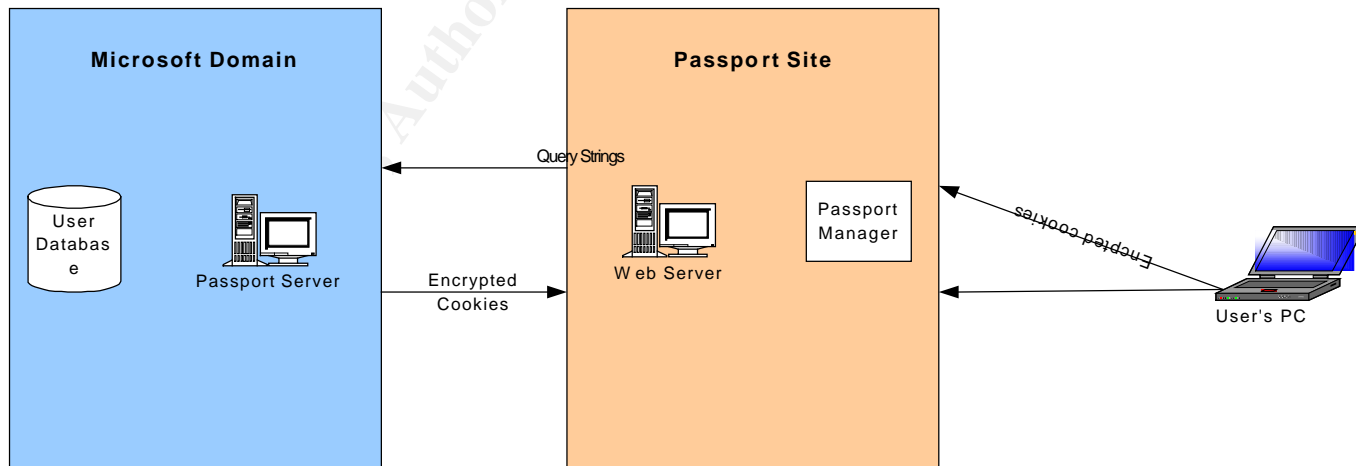 Microsoft Domain
User
Databas
e
Passport Server
Query Strings
Encrypted
Cookies
Passport Site
Web Server
Passport
Manager
Encpted cookies
User's PC